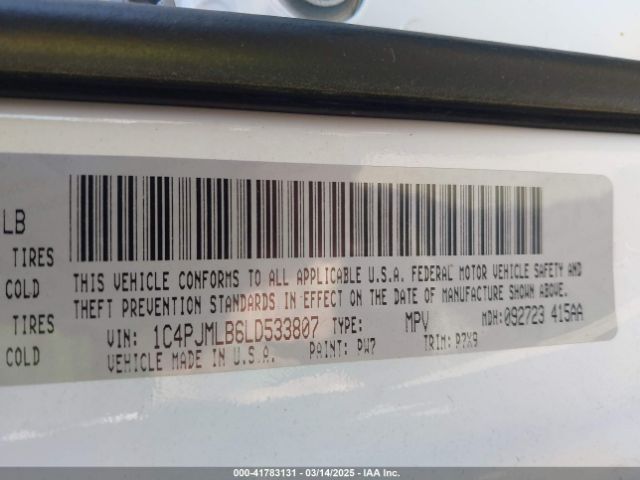 LB
TIRES
COLD
TIRES
COLD
THIS VEHICLE CONFORMS TO ALL APPLICABLE U.S.A. FEDERAL MOTOR VEHICLE SAFETY AND
THEFT PREVENTION STANDARDS IN EFFECT ON THE DATE OF MANUFACTURE SHOWN ABOVE.
VIN: 1C4PJMLB6LD533807 TYPE: MPV MDH:092723 415AA
VEHICLE MADE IN U.S.A. PAINT: PW7 TRIM:
000-41783131 - 03/14/2025 - IAA Inc.